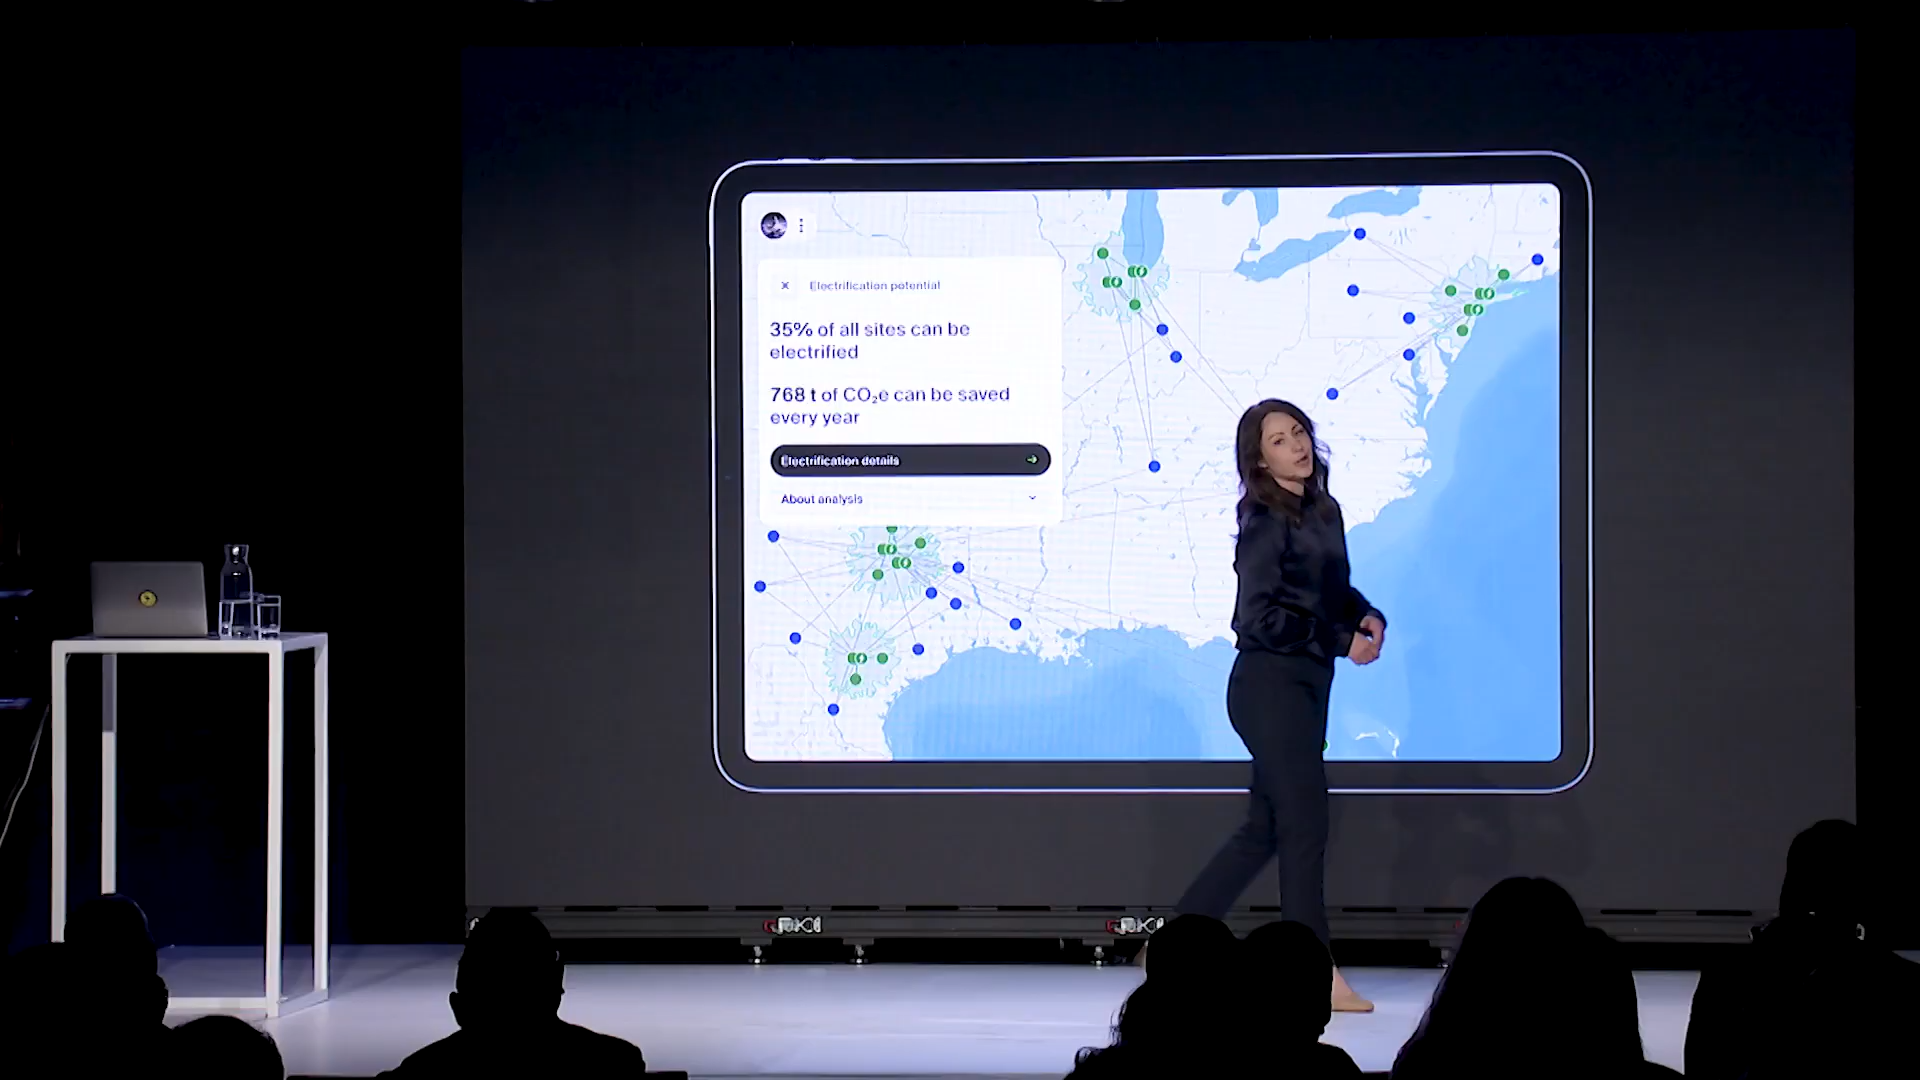 Electrification potential
35% of all sites can be
electrified
768 t of CO₂e can be saved
every year
Electrification details
About analysis